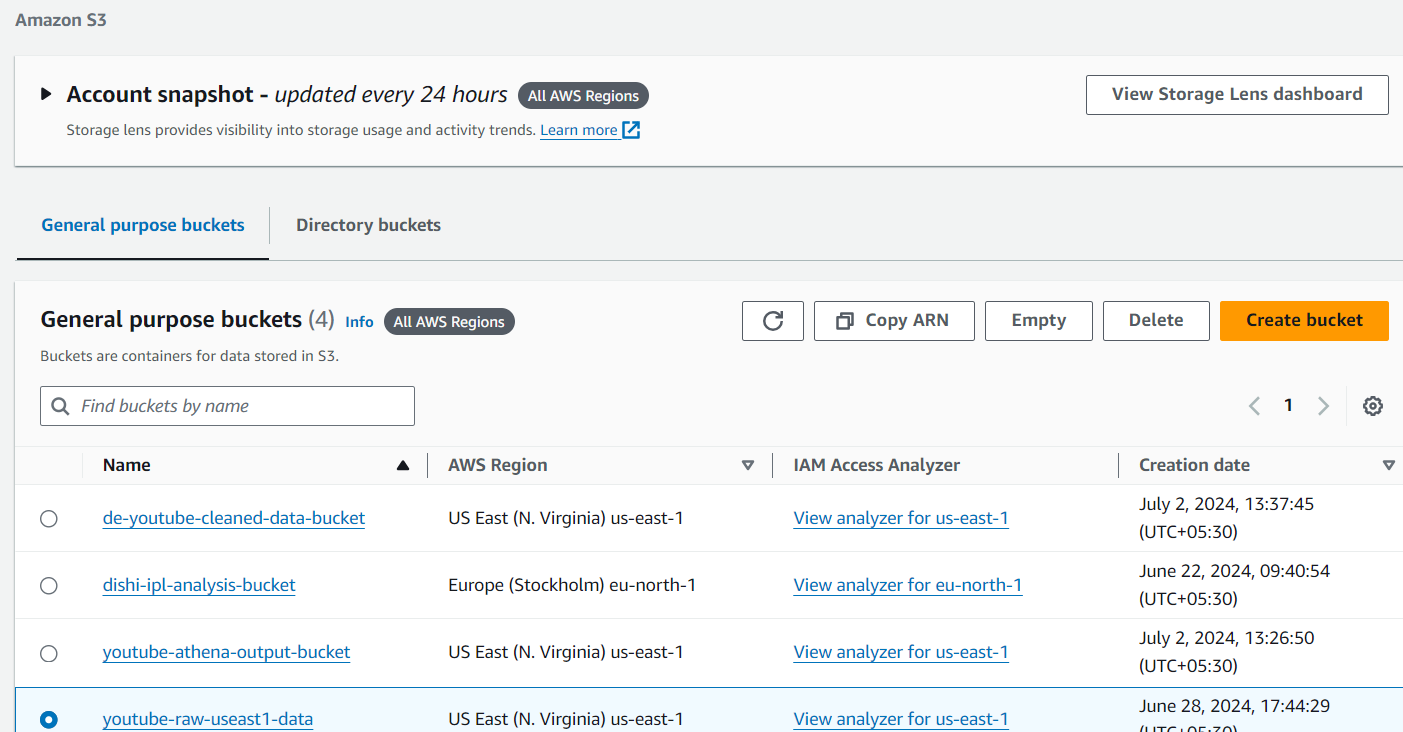 Amazon S3
Account snapshot - updated every 24 hours All AWS Regions View Storage Lens dashboard
Storage lens provides visibility into storage usage and activity trends. Learn more
General purpose buckets Directory buckets
General purpose buckets (4) Info All AWS Regions Copy ARN Empty Delete Create bucket
Buckets are containers for data stored in S3.
Find buckets by name 1
Name AWS Region IAM Access Analyzer Creation date
de-youtube-cleaned-data-bucket US East (N. Virginia) us-east-1 View analyzer for us-east-1 July 2, 2024, 13:37:45
(UTC+05:30)
dishi-ipl-analysis-bucket Europe (Stockholm) eu-north-1 View analyzer for eu-north-1 June 22, 2024, 09:40:54
(UTC+05:30)
youtube-athena-output-bucket US East (N. Virginia) us-east-1 View analyzer for us-east-1 July 2, 2024, 13:26:50
(UTC+05:30)
youtube-raw-useast1-data US East (N. Virginia) us-east-1 View analyzer for us-east-1 June 28, 2024, 17:44:29
(UTC+05:30)